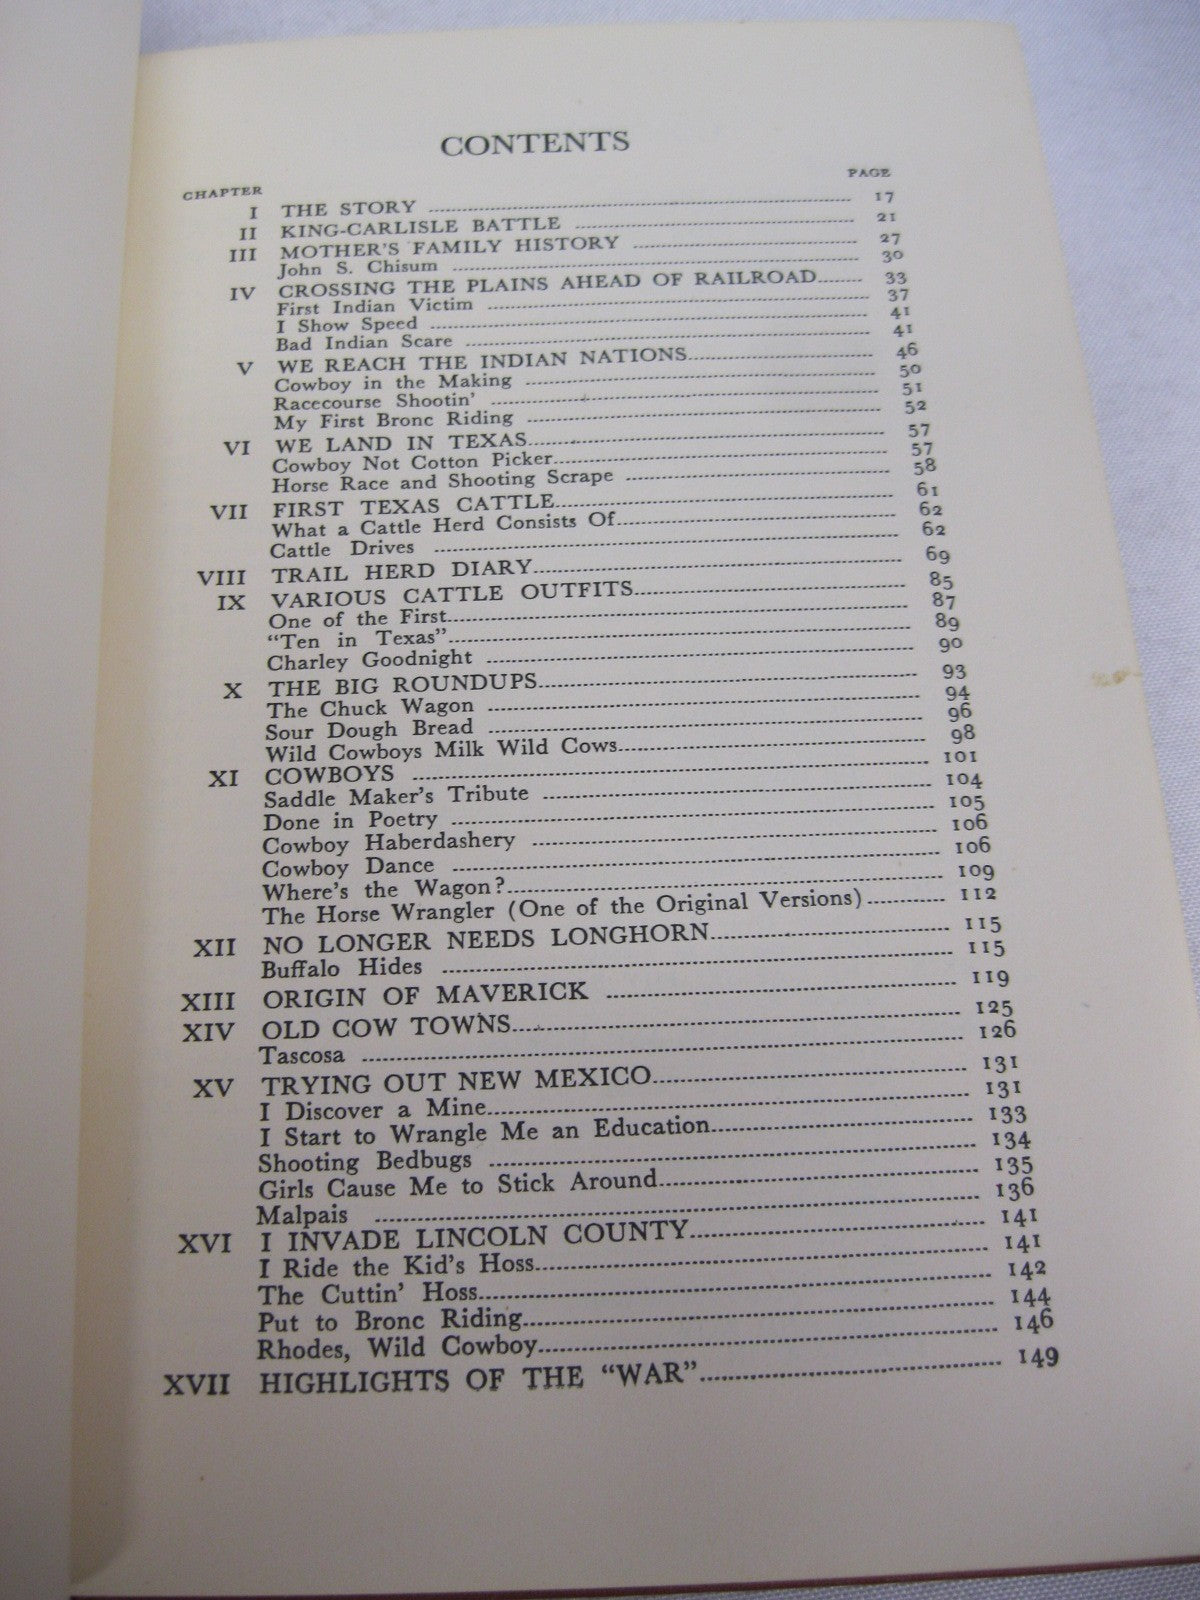 CONTENTS
CHAPTER PAGE
I THE STORY 17
II KING-CARLISLE BATTLE 21
III MOTHER'S FAMILY HISTORY 27
John S. Chisum 30
IV CROSSING THE PLAINS AHEAD OF RAILROAD 33
First Indian Victim 37
I Show Speed 41
Bad Indian Scare 41
V WE REACH THE INDIAN NATIONS 46
Cowboy in the Making 50
Racecourse Shootin' 51
My First Bronc Riding 52
VI WE LAND IN TEXAS 57
Cowboy Not Cotton Picker 57
Horse Race and Shooting Scrape 58
VII FIRST TEXAS CATTLE 61
What a Cattle Herd Consists Of 62
Cattle Drives 62
VIII TRAIL HERD DIARY 69
IX VARIOUS CATTLE OUTFITS 85
One of the First 87
"Ten in Texas" 89
Charley Goodnight 90
X THE BIG ROUNDUPS 93
The Chuck Wagon 94
Sour Dough Bread 96
Wild Cowboys Milk Wild Cows 98
XI COWBOYS 101
Saddle Maker's Tribute 104
Done in Poetry 105
Cowboy Haberdashery 106
Cowboy Dance 106
Where's the Wagon? 109
The Horse Wrangler (One of the Original Versions) 112
XII NO LONGER NEEDS LONGHORN 115
Buffalo Hides 115
XIII ORIGIN OF MAVERICK 119
XIV OLD COW TOWNS 125
Tascosa 126
XV TRYING OUT NEW MEXICO 131
I Discover a Mine 131
I Start to Wrangle Me an Education 133
Shooting Bedbugs 134
Girls Cause Me to Stick Around 135
Malpais 136
XVI I INVADE LINCOLN COUNTY 141
I Ride the Kid's Hoss 141
The Cuttin' Hoss 142
Put to Bronc Riding 144
Rhodes, Wild Cowboy 146
XVII HIGHLIGHTS OF THE "WAR" 149